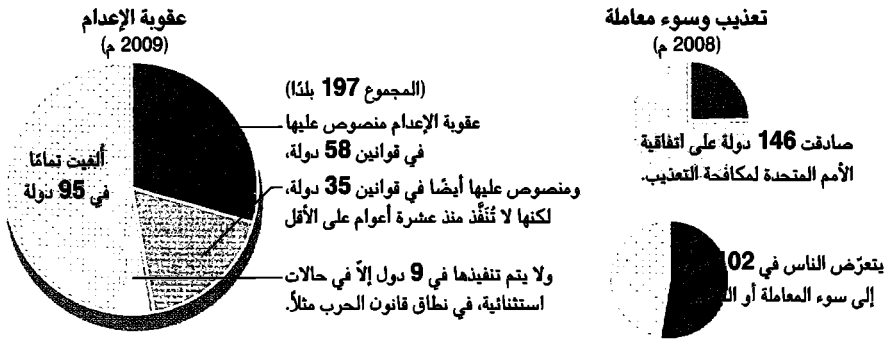 تعذيب وسوء معاملة
(2008 م)
صادقت 146 دولة على اتفاقية
الأمم المتحدة لمكافحة التعذيب.
يتعرّض الناس في 102
إلى سوء المعاملة أو
عقوبة الإعدام
(2009 م)
(المجموع 197 بلدًا)
عقوبة الإعدام منصوص عليها
في قوانين 58 دولة،
ومنصوص عليها أيضًا في قوانين 35 دولة،
لكنها لا تُنَفَّذ منذ عشرة أعوام على الأقل
ولا يتم تنفيذها في 9 دول إلاّ في حالات
استثنائية، في نطاق قانون الحرب مثلاً.
ألغيت تمامًا
في 95 دولة